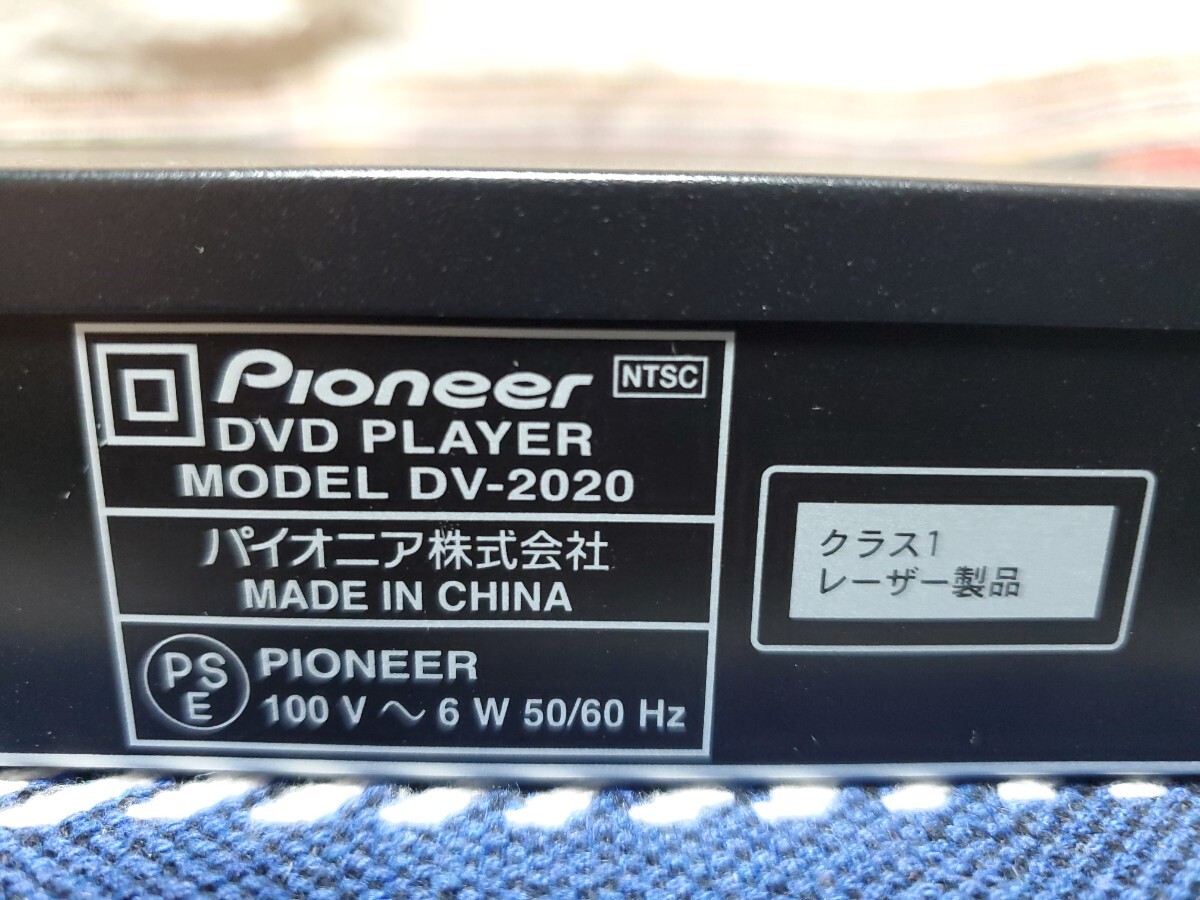 Pioneer NTSC
DVD PLAYER
MODEL DV-2020
パイオニア株式会社
MADE IN CHINA
PS
E
PIONEER
100 V ～ 6 W 50/60 Hz
クラス1
レーザー製品